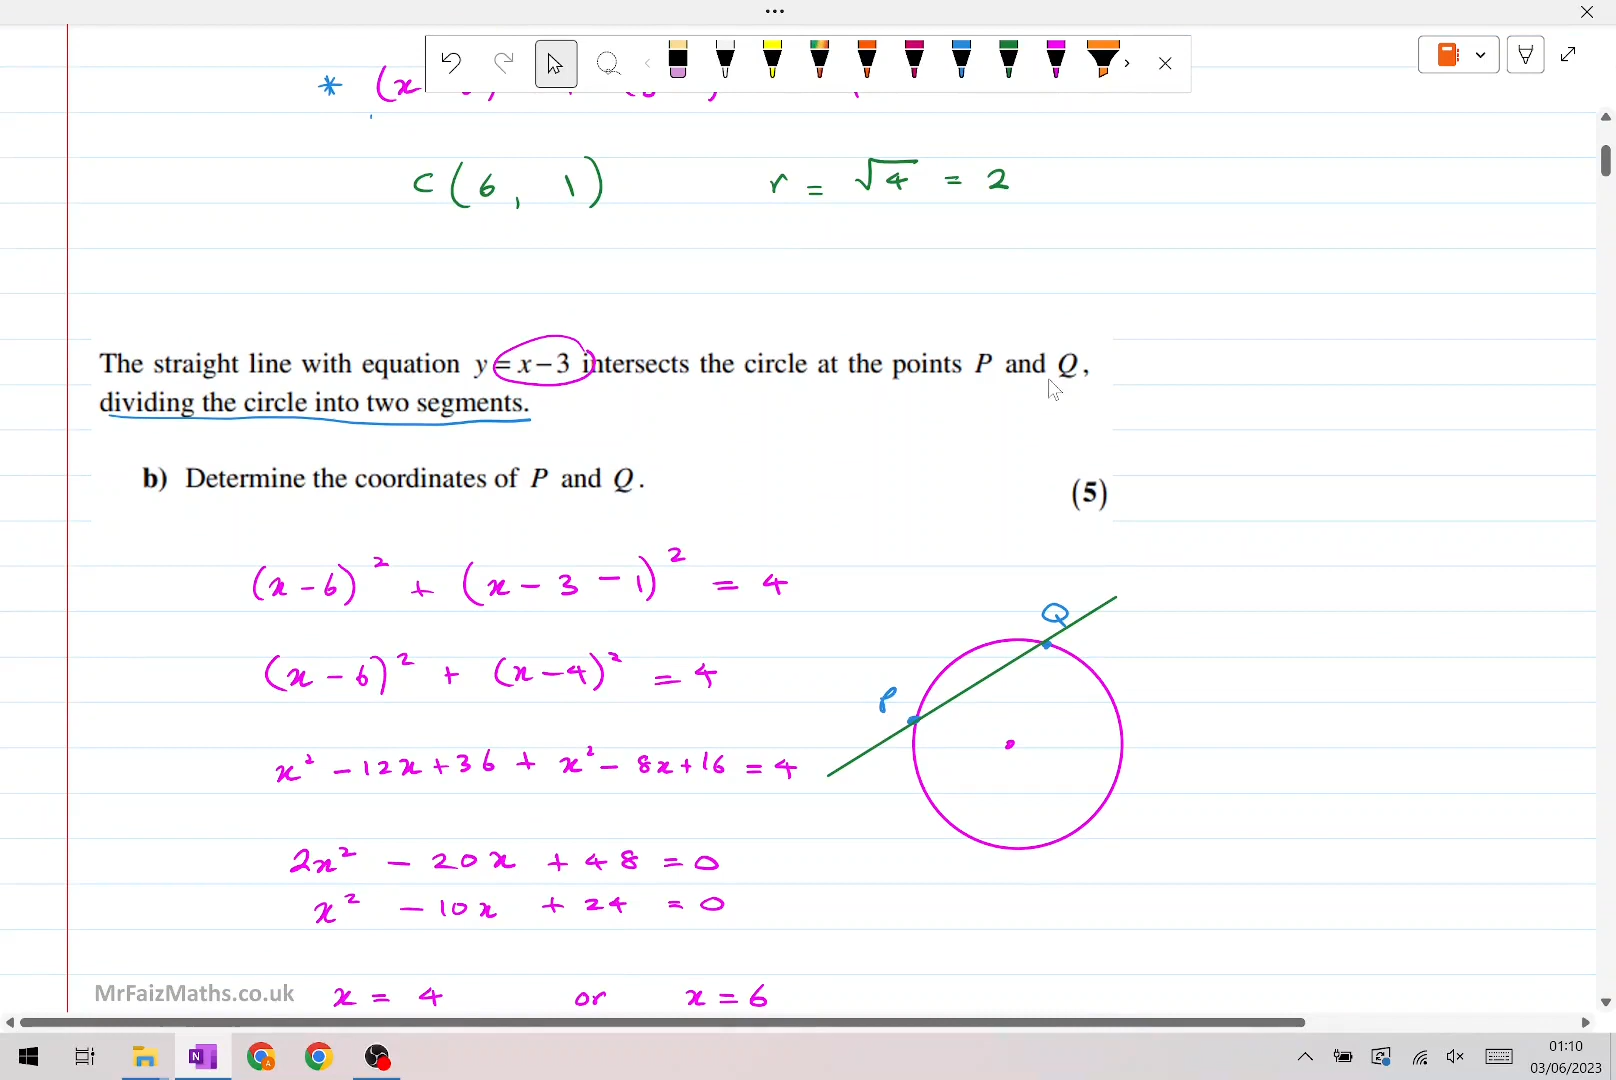 * (x
C(6, 1) r = √4 = 2
The straight line with equation y = x−3 intersects the circle at the points P and Q,
dividing the circle into two segments.
b) Determine the coordinates of P and Q.
(5)
(x − 6)² + (x − 3 − 1)² = 4
(x − 6)² + (x − 4)² = 4
x² − 12x + 36 + x² − 8x + 16 = 4
2x² − 20x + 48 = 0
x² − 10x + 24 = 0
x = 4 or x = 6
Q
P
MrFaizMaths.co.uk
01:10
03/06/2023